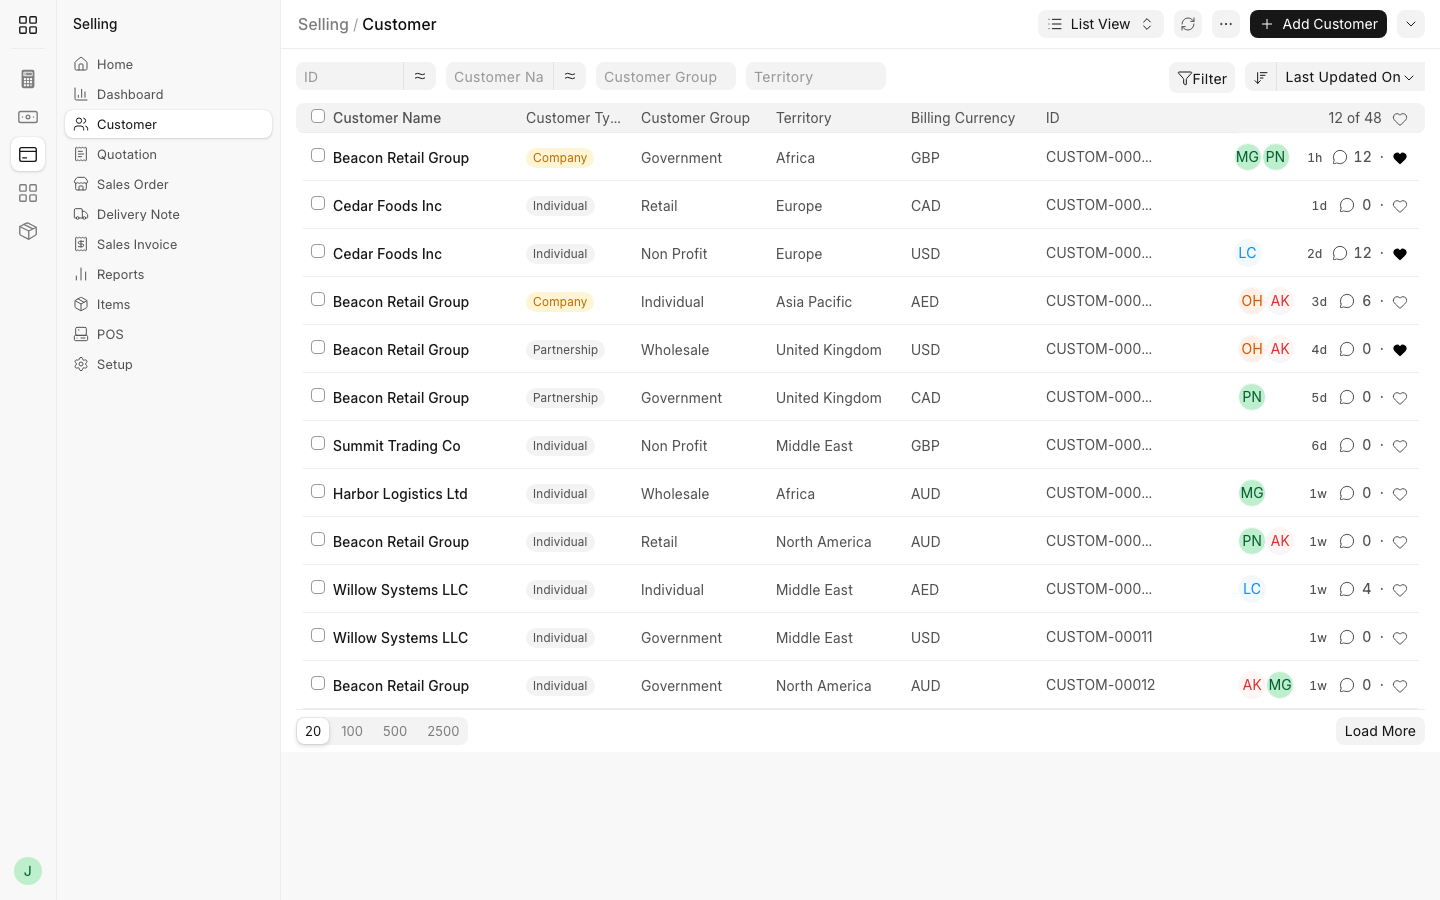 Selling
Home
Dashboard
Customer
Quotation
Sales Order
Delivery Note
Sales Invoice
Reports
Items
POS
Setup
J
Selling / Customer
List View
Add Customer
ID ≈ Customer Na ≈ Customer Group Territory
Filter Last Updated On
Customer Name Customer Ty... Customer Group Territory Billing Currency ID 12 of 48
Beacon Retail Group Company Government Africa GBP CUSTOM-000... MG PN 1h 12 ·
Cedar Foods Inc Individual Retail Europe CAD CUSTOM-000... 1d 0 ·
Cedar Foods Inc Individual Non Profit Europe USD CUSTOM-000... LC 2d 12 ·
Beacon Retail Group Company Individual Asia Pacific AED CUSTOM-000... OH AK 3d 6 ·
Beacon Retail Group Partnership Wholesale United Kingdom USD CUSTOM-000... OH AK 4d 0 ·
Beacon Retail Group Partnership Government United Kingdom CAD CUSTOM-000... PN 5d 0 ·
Summit Trading Co Individual Non Profit Middle East GBP CUSTOM-000... 6d 0 ·
Harbor Logistics Ltd Individual Wholesale Africa AUD CUSTOM-000... MG 1w 0 ·
Beacon Retail Group Individual Retail North America AUD CUSTOM-000... PN AK 1w 0 ·
Willow Systems LLC Individual Individual Middle East AED CUSTOM-000... LC 1w 4 ·
Willow Systems LLC Individual Government Middle East USD CUSTOM-00011 1w 0 ·
Beacon Retail Group Individual Government North America AUD CUSTOM-00012 AK MG 1w 0 ·
20 100 500 2500 Load More